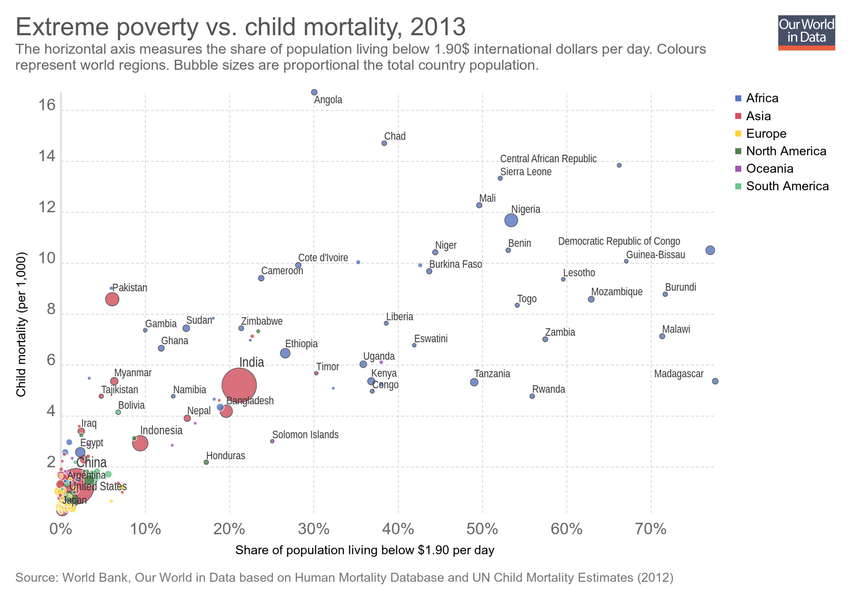 Extreme poverty vs. child mortality, 2013
The horizontal axis measures the share of population living below 1.90$ international dollars per day. Colours
represent world regions. Bubble sizes are proportional the total country population.
Our World
in Data
Africa
Asia
Europe
North America
Oceania
South America
Child mortality (per 1,000)
16
14
12
10
8
6
4
2
Angola
Chad
Central African Republic
Sierra Leone
Mali
Nigeria
Benin
Democratic Republic of Congo
Guinea-Bissau
Niger
Cote d'Ivoire
Burkina Faso
Cameroon
Lesotho
Pakistan
Mozambique
Burundi
Togo
Gambia
Sudan
Zimbabwe
Liberia
Ghana
Ethiopia
Eswatini
Zambia
Malawi
India
Timor
Uganda
Myanmar
Kenya
Tanzania
Madagascar
Tajikistan
Namibia
Congo
Rwanda
Bolivia
Bangladesh
Nepal
Iraq
Indonesia
Solomon Islands
Egypt
China
Honduras
Argentina
United States
Japan
0%
10%
20%
30%
40%
50%
60%
70%
Share of population living below $1.90 per day
Source: World Bank, Our World in Data based on Human Mortality Database and UN Child Mortality Estimates (2012)